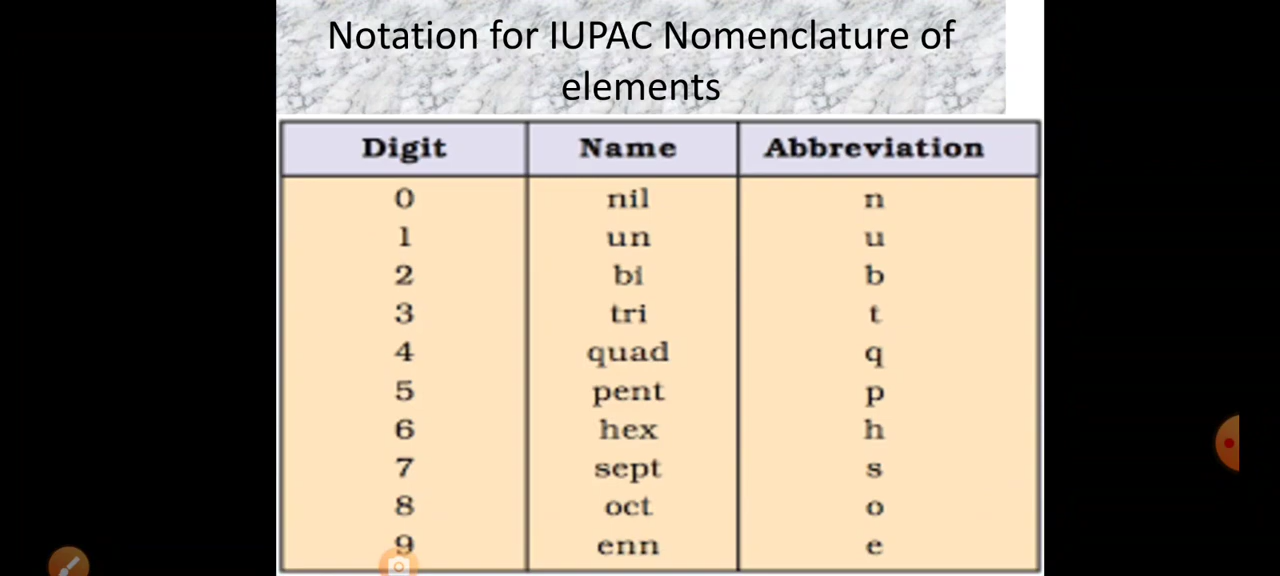 Notation for IUPAC Nomenclature of
elements
Digit Name Abbreviation
0 nil n
1 un u
2 bi b
3 tri t
4 quad q
5 pent p
6 hex h
7 sept s
8 oct o
9 enn e